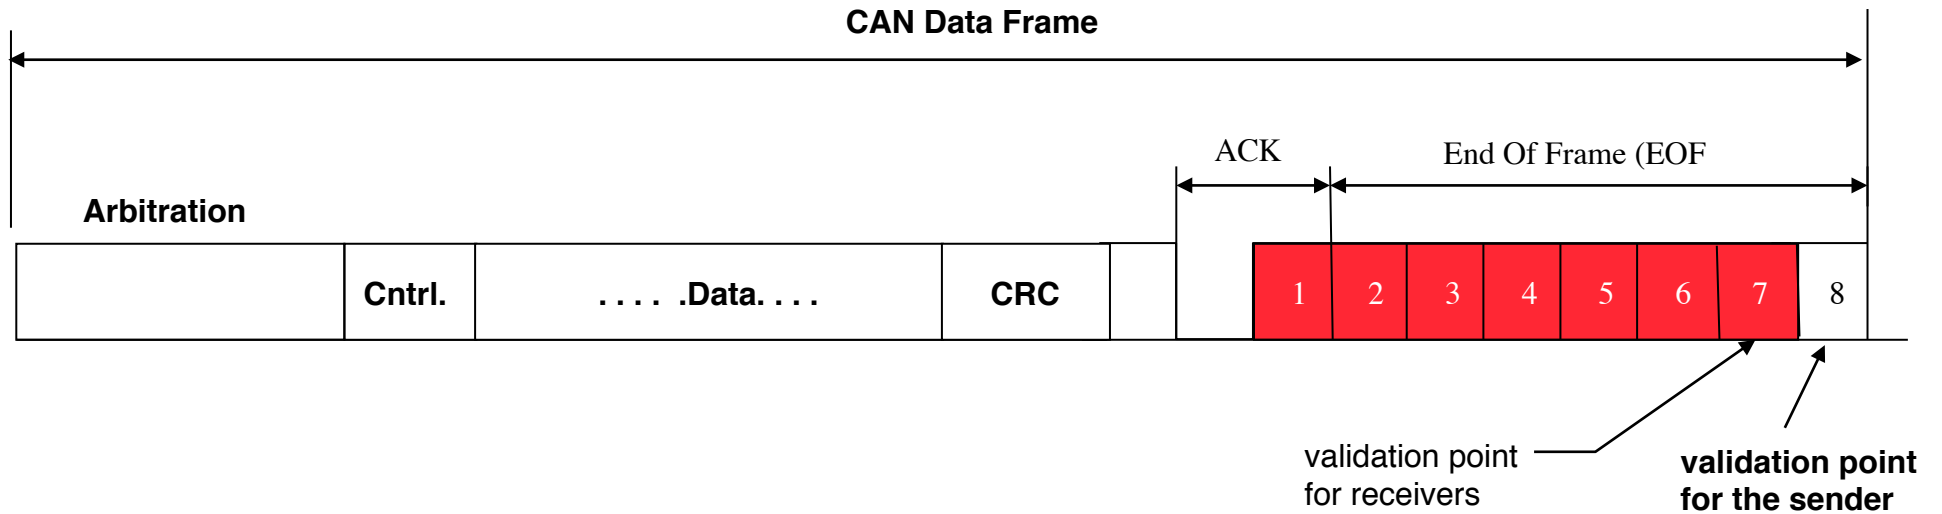 CAN Data Frame
ACK
End Of Frame (EOF
Arbitration
Cntrl.
. . . .  .Data. . . .
CRC
1 2 3 4 5 6 7 8
validation point
for receivers
validation point
for the sender